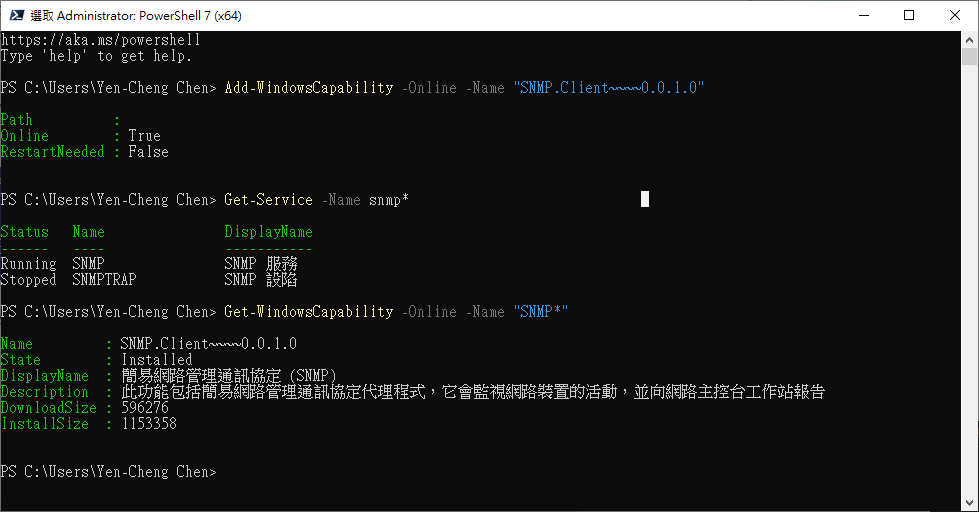 選取 Administrator: PowerShell 7 (x64)
https://aka.ms/powershell
Type 'help' to get help.
PS C:\Users\Yen-Cheng Chen> Add-WindowsCapability -Online -Name "SNMP.Client~~~~0.0.1.0"
Path          :
Online        : True
RestartNeeded : False
PS C:\Users\Yen-Cheng Chen> Get-Service -Name snmp*
Status   Name               DisplayName
------   ----               -----------
Running  SNMP               SNMP 服務
Stopped  SNMPTRAP           SNMP 設陷
PS C:\Users\Yen-Cheng Chen> Get-WindowsCapability -Online -Name "SNMP*"
Name         : SNMP.Client~~~~0.0.1.0
State        : Installed
DisplayName  : 簡易網路管理通訊協定 (SNMP)
Description  : 此功能包括簡易網路管理通訊協定代理程式，它會監視網路裝置的活動，並向網路主控台工作站報告
DownloadSize : 596276
InstallSize  : 1153358
PS C:\Users\Yen-Cheng Chen>